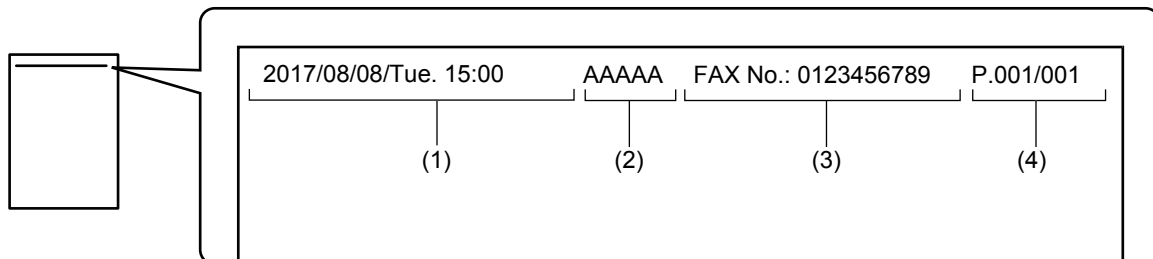 2017/08/08/Tue. 15:00 AAAAA FAX No.: 0123456789 P.001/001
(1) (2) (3) (4)